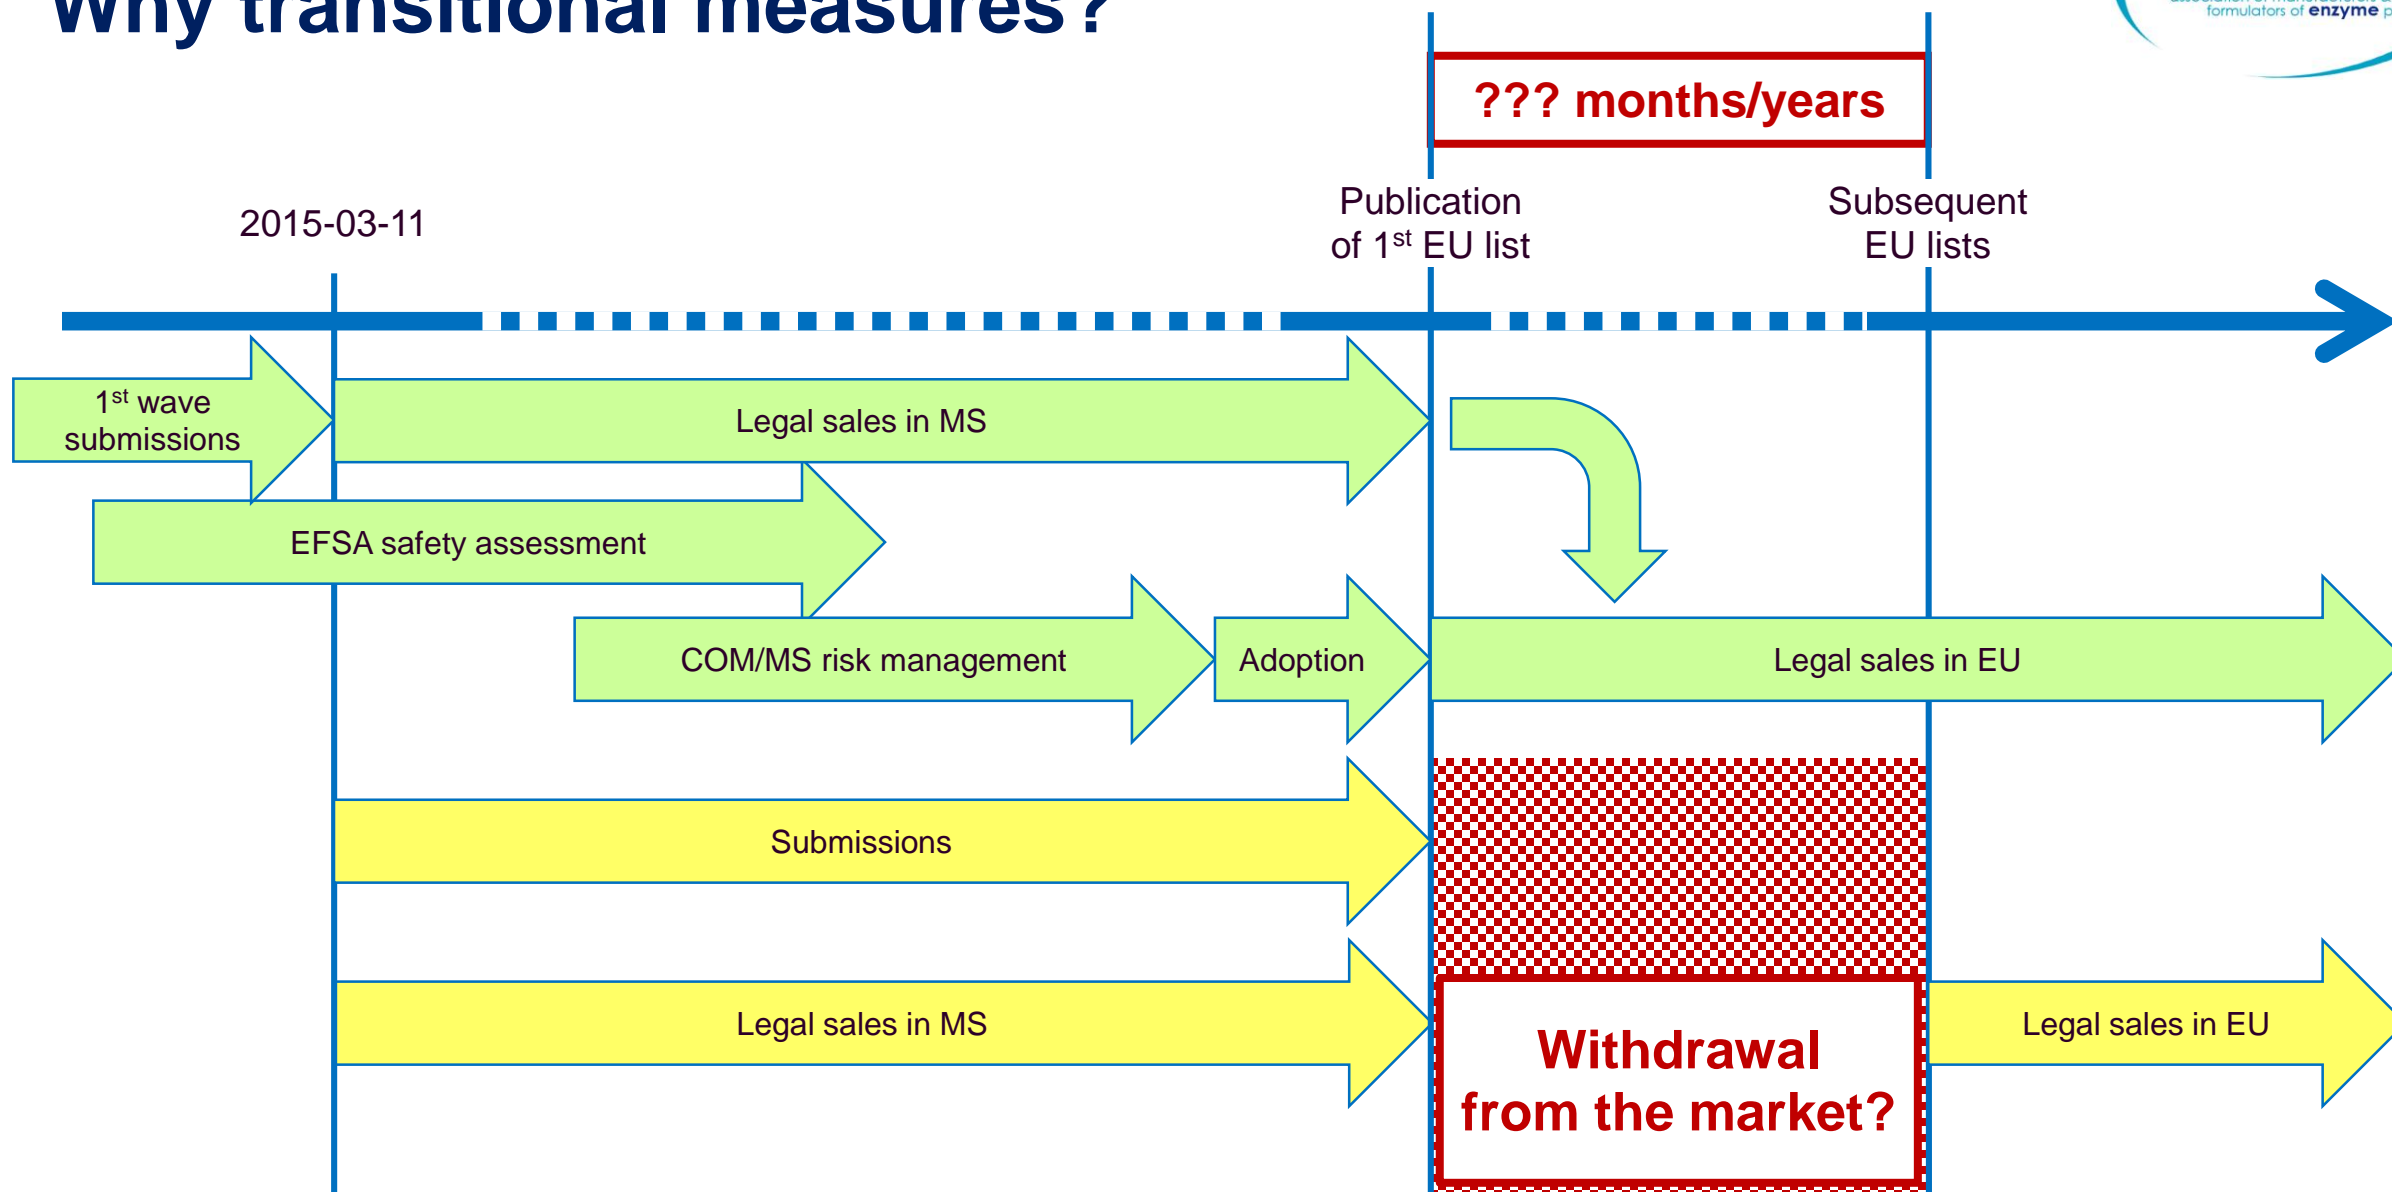 Why transitional measures?
formulators of enzyme
??? months/years
2015-03-11
Publication
of 1st EU list
Subsequent
EU lists
1st wave
submissions
Legal sales in MS
EFSA safety assessment
COM/MS risk management
Adoption
Legal sales in EU
Submissions
Legal sales in MS
Withdrawal
from the market?
Legal sales in EU